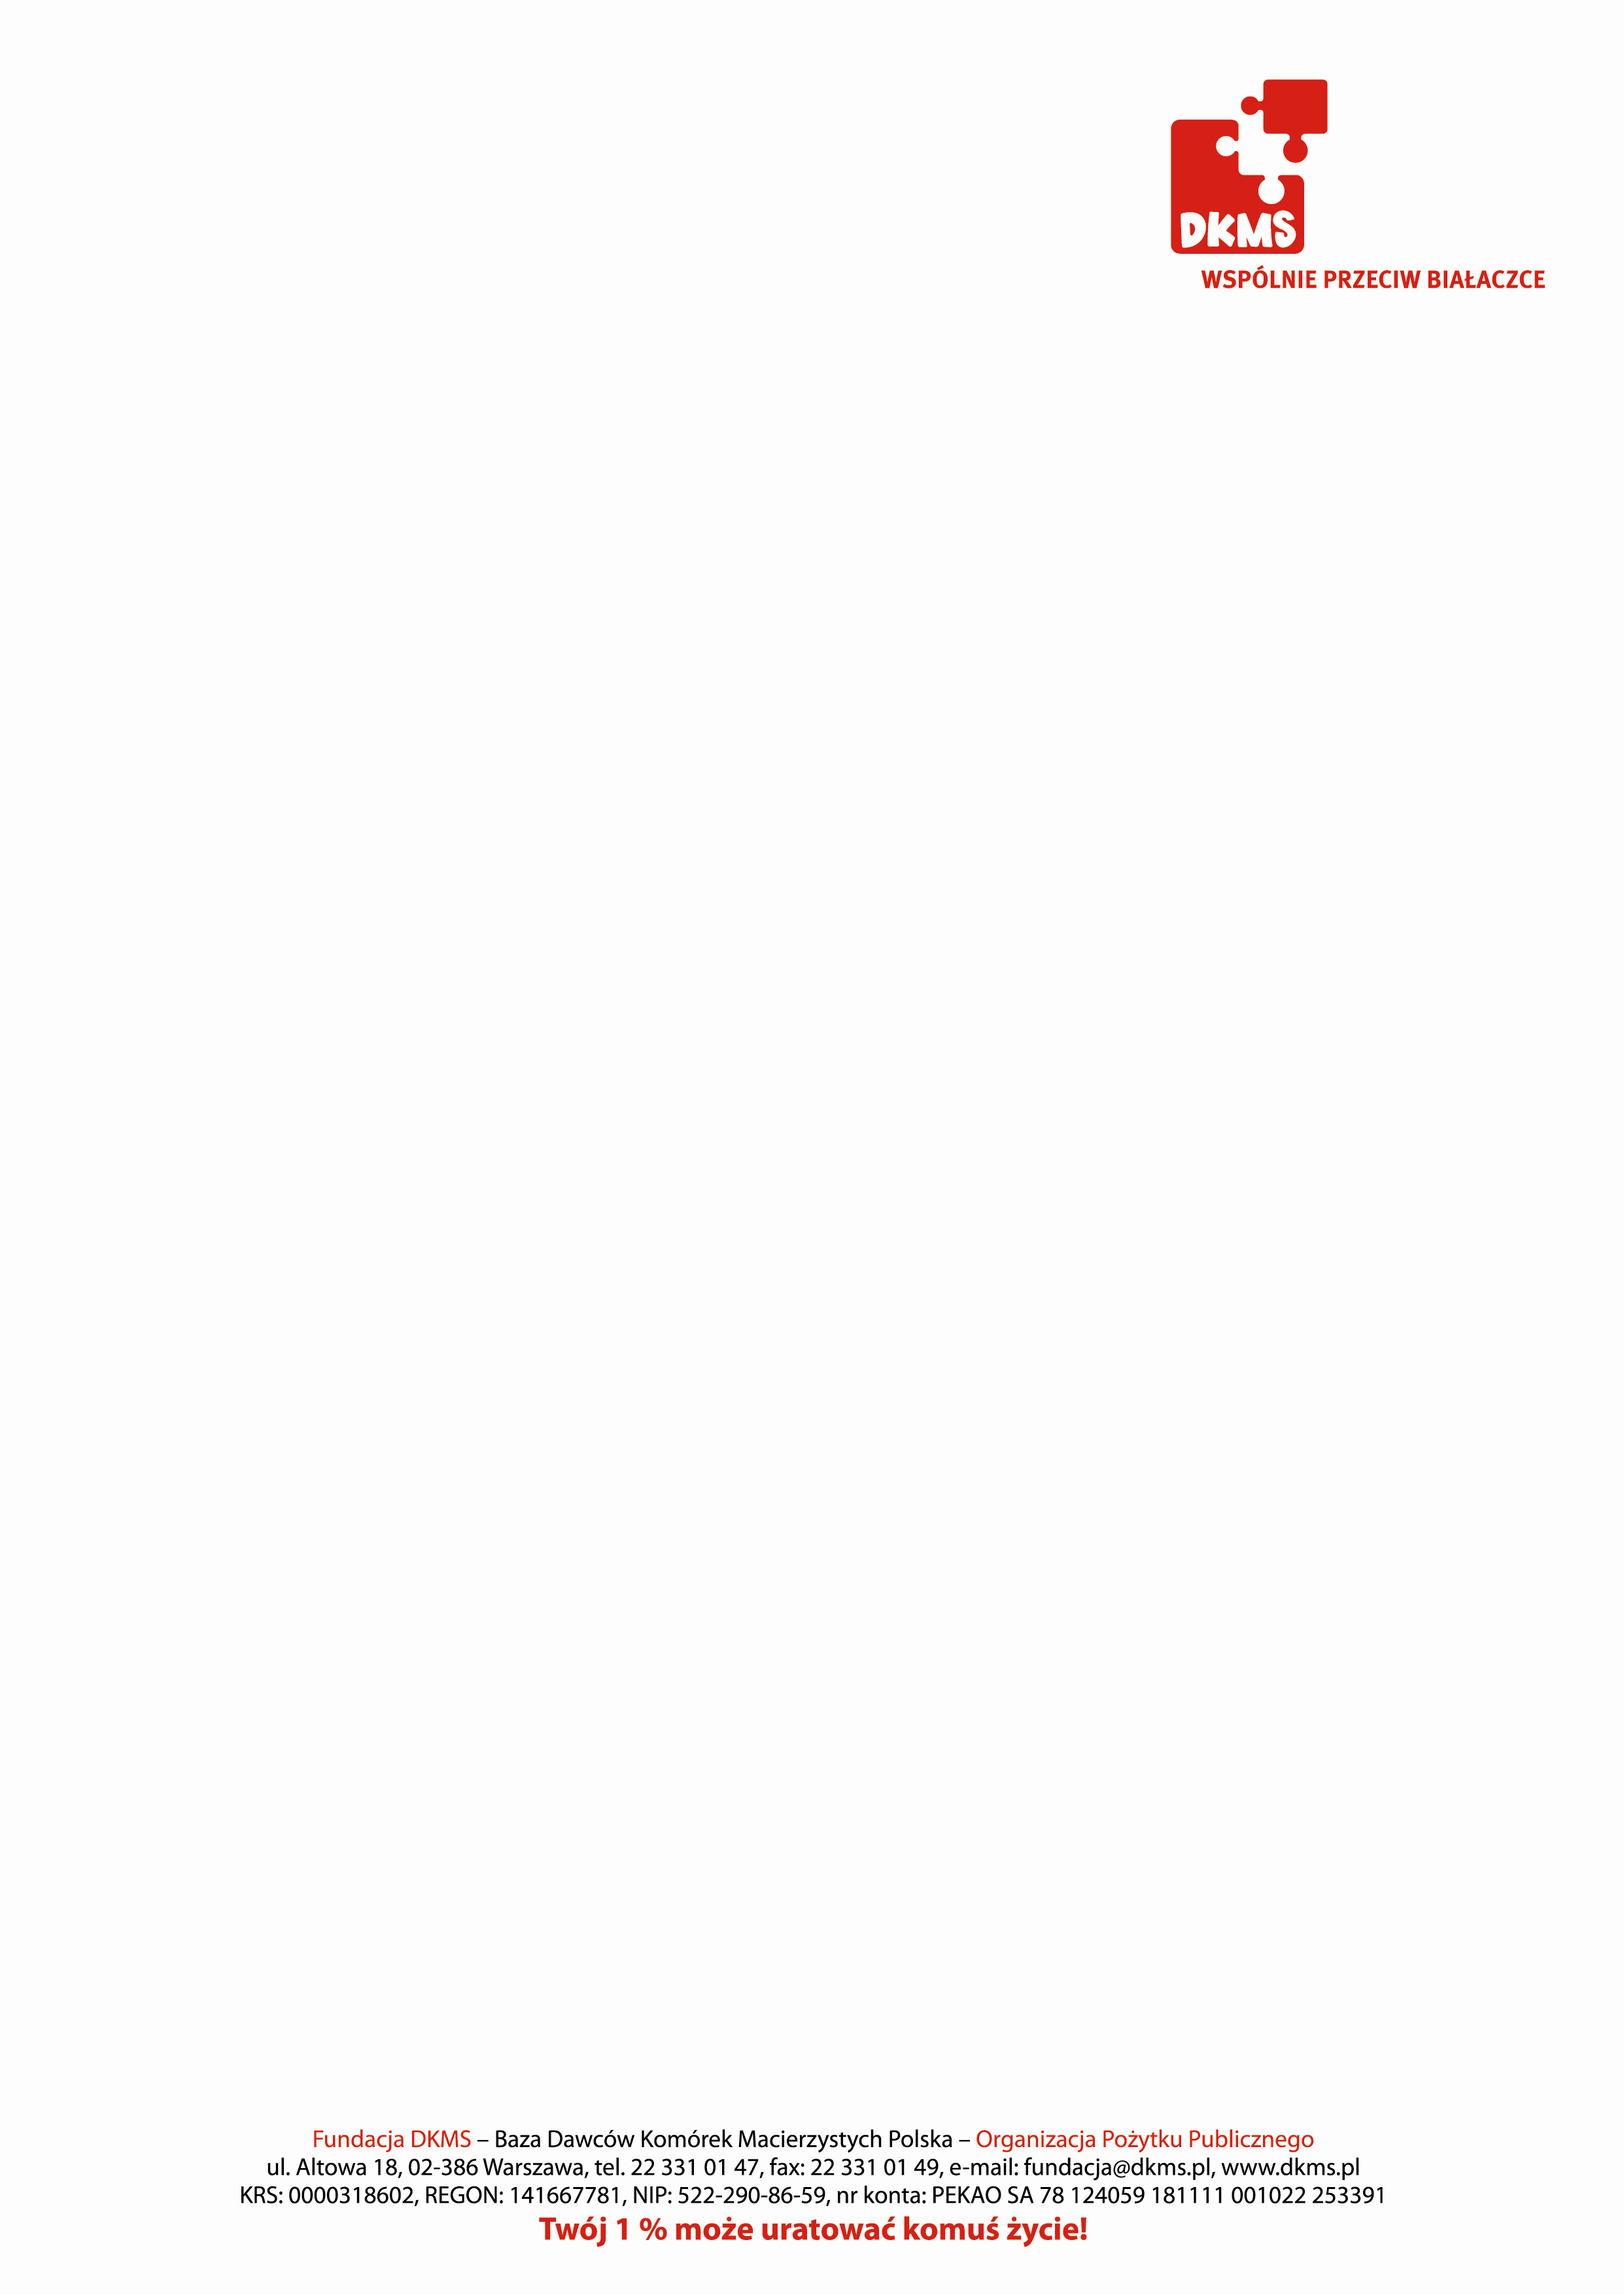 DKMS
WSPÓLNIE PRZECIW BIAŁACZCE
Fundacja DKMS – Baza Dawców Komórek Macierzystych Polska – Organizacja Pożytku Publicznego
ul. Altowa 18, 02-386 Warszawa, tel. 22 331 01 47, fax: 22 331 01 49, e-mail: fundacja@dkms.pl, www.dkms.pl
KRS: 0000318602, REGON: 141667781, NIP: 522-290-86-59, nr konta: PEKAO SA 78 124059 181111 001022 253391
Twój 1 % może uratować komuś życie!